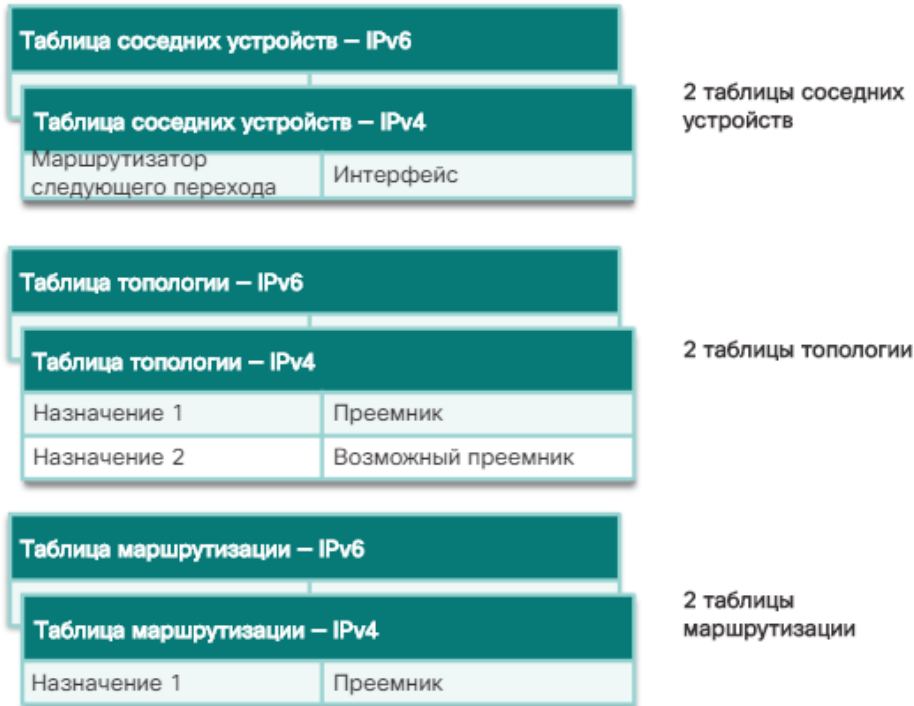 Таблица соседних устройств – IPv6
Таблица соседних устройств – IPv4
Маршрутизатор
следующего перехода
Интерфейс
2 таблицы соседних
устройств
Таблица топологии – IPv6
Таблица топологии – IPv4
Назначение 1
Преемник
Назначение 2
Возможный преемник
2 таблицы топологии
Таблица маршрутизации – IPv6
Таблица маршрутизации – IPv4
Назначение 1
Преемник
2 таблицы
маршрутизации